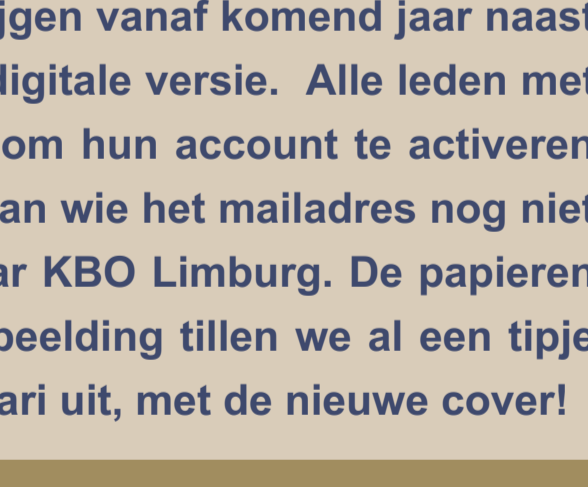 jgen vanaf komend jaar naast
digitale versie. Alle leden met
om hun account te activeren
an wie het mailadres nog niet
ar KBO Limburg. De papieren
beelding tillen we al een tipje
ari uit, met de nieuwe cover!